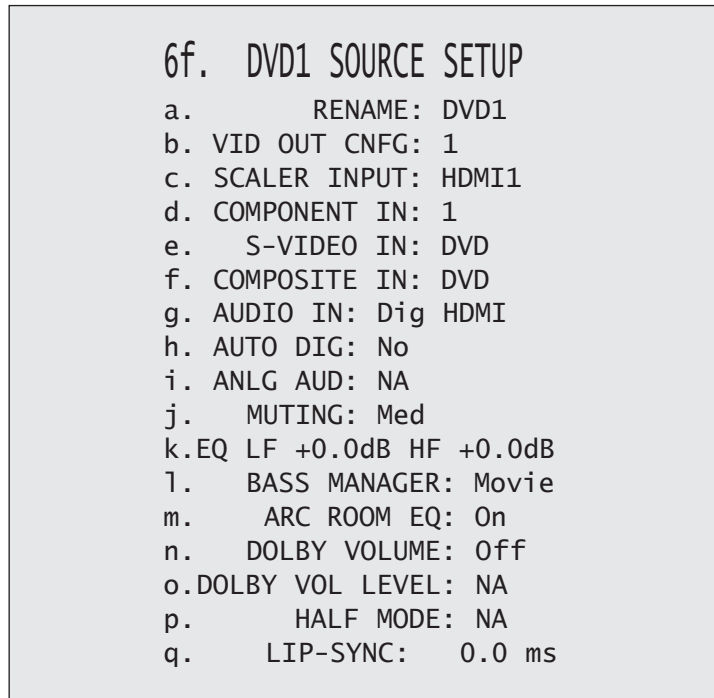 6f. DVD1 SOURCE SETUP
a. RENAME: DVD1
b. VID OUT CNFG: 1
c. SCALER INPUT: HDMI1
d. COMPONENT IN: 1
e. S-VIDEO IN: DVD
f. COMPOSITE IN: DVD
g. AUDIO IN: Dig HDMI
h. AUTO DIG: No
i. ANLG AUD: NA
j. MUTING: Med
k.EQ LF +0.0dB HF +0.0dB
l. BASS MANAGER: Movie
m. ARC ROOM EQ: On
n. DOLBY VOLUME: Off
o.DOLBY VOL LEVEL: NA
p. HALF MODE: NA
q. LIP-SYNC: 0.0 ms